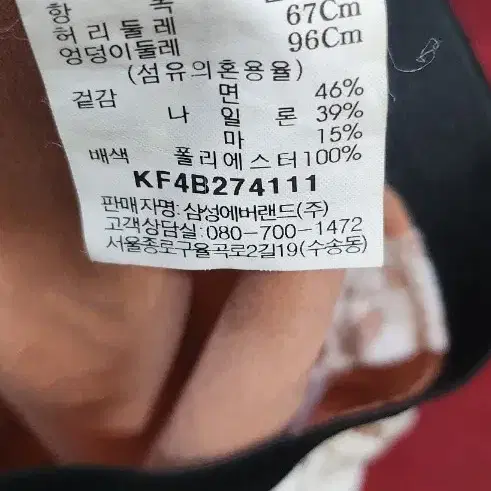 항 목
허리둘레 67Cm
엉덩이둘레 96Cm
(섬유의혼용율)
겉감 면 46%
나 일 론 39%
마 15%
배색 폴리에스터100%
KF4B274111
판매자명:삼성에버랜드(주)
고객상담실:080-700-1472
서울종로구율곡로2길19(수송동)